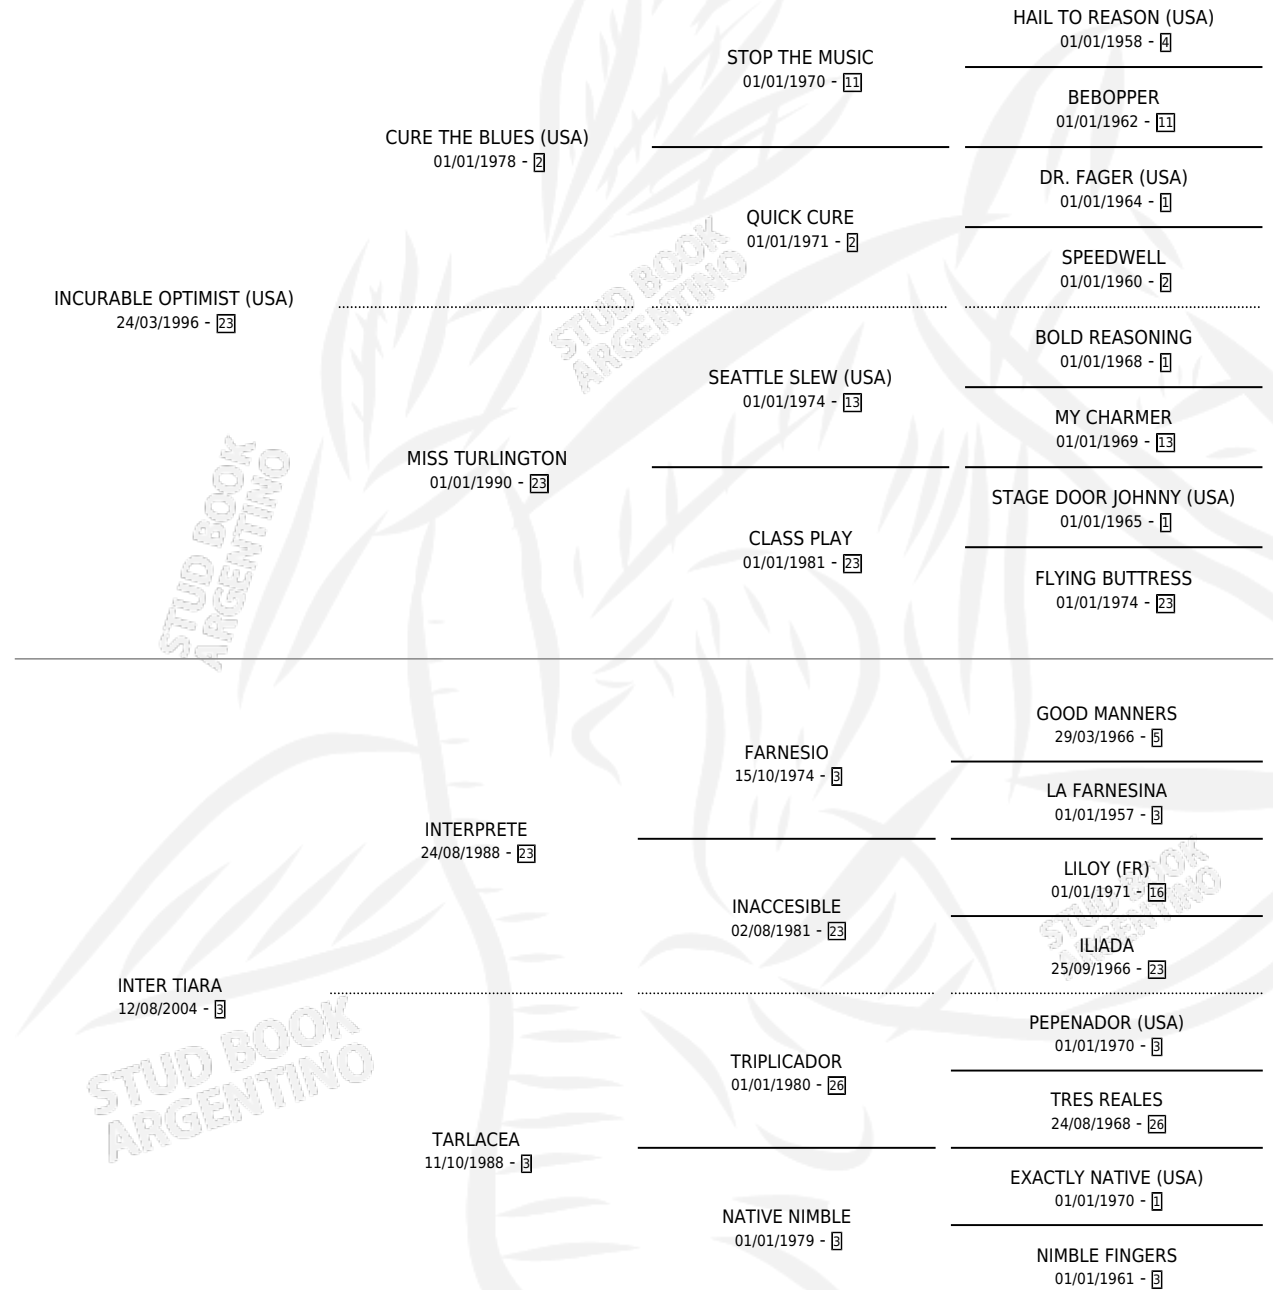 HAIL TO REASON (USA)
01/01/1958 - 4
STOP THE MUSIC
01/01/1970 - 11
BEBOPPER
01/01/1962 - 11
CURE THE BLUES (USA)
01/01/1978 - 2
DR. FAGER (USA)
01/01/1964 - 1
QUICK CURE
01/01/1971 - 2
SPEEDWELL
01/01/1960 - 2
INCURABLE OPTIMIST (USA)
24/03/1996 - 23
BOLD REASONING
01/01/1968 - 1
SEATTLE SLEW (USA)
01/01/1974 - 13
MY CHARMER
01/01/1969 - 13
MISS TURLINGTON
01/01/1990 - 23
STAGE DOOR JOHNNY (USA)
01/01/1965 - 1
CLASS PLAY
01/01/1981 - 23
FLYING BUTTRESS
01/01/1974 - 23
STUD BOOK
ARGENTINO
STUD BOOK
ARGENTINO
GOOD MANNERS
29/03/1966 - 5
FARNESIO
15/10/1974 - 3
LA FARNESINA
01/01/1957 - 3
INTERPRETE
24/08/1988 - 23
LILOY (FR)
01/01/1971 - 16
INACCESIBLE
02/08/1981 - 23
ILIADA
25/09/1966 - 23
INTER TIARA
12/08/2004 - 3
PEPENADOR (USA)
01/01/1970 - 3
TRIPLICADOR
01/01/1980 - 26
TRES REALES
24/08/1968 - 26
TARLACEA
11/10/1988 - 3
EXACTLY NATIVE (USA)
01/01/1970 - 1
NATIVE NIMBLE
01/01/1979 - 3
NIMBLE FINGERS
01/01/1961 - 3
STUD BOOK
ARGENTINO
STUD BOOK
ARGENTINO